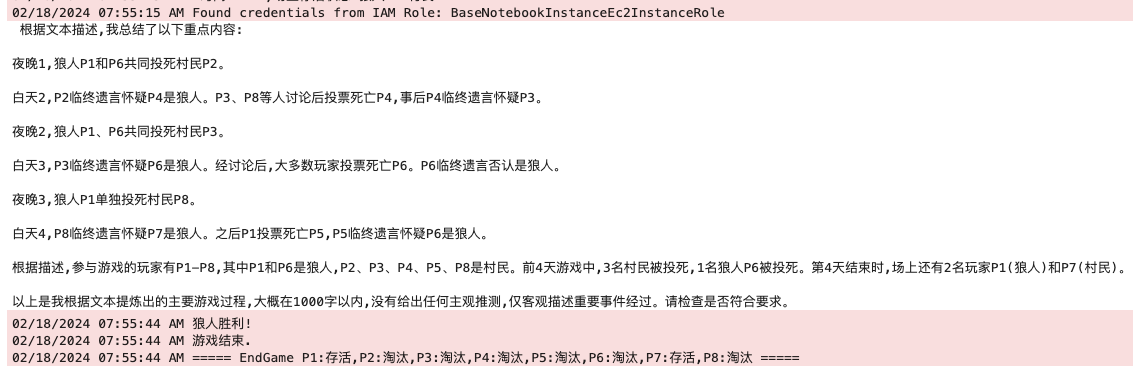 02/18/2024 07:55:15 AM Found credentials from IAM Role: BaseNotebookInstanceEc2InstanceRole
根据文本描述,我总结了以下重点内容:
夜晚1,狼人P1和P6共同投死村民P2。
白天2,P2临终遗言怀疑P4是狼人。P3、P8等人讨论后投票死亡P4,事后P4临终遗言怀疑P3。
夜晚2,狼人P1、P6共同投死村民P3。
白天3,P3临终遗言怀疑P6是狼人。经讨论后,大多数玩家投票死亡P6。P6临终遗言否认是狼人。
夜晚3,狼人P1单独投死村民P8。
白天4,P8临终遗言怀疑P7是狼人。之后P1投票死亡P5,P5临终遗言怀疑P6是狼人。
根据描述,参与游戏的玩家有P1-P8,其中P1和P6是狼人,P2、P3、P4、P5、P8是村民。前4天游戏中,3名村民被投死,1名狼人P6被投死。第4天结束时,场上还有2名玩家P1(狼人)和P7(村民)。
以上是我根据文本提炼出的主要游戏过程,大概在1000字以内,没有给出任何主观推测,仅客观描述重要事件经过。请检查是否符合要求。
02/18/2024 07:55:44 AM 狼人胜利!
02/18/2024 07:55:44 AM 游戏结束.
02/18/2024 07:55:44 AM ===== EndGame P1:存活,P2:淘汰,P3:淘汰,P4:淘汰,P5:淘汰,P6:淘汰,P7:存活,P8:淘汰 =====